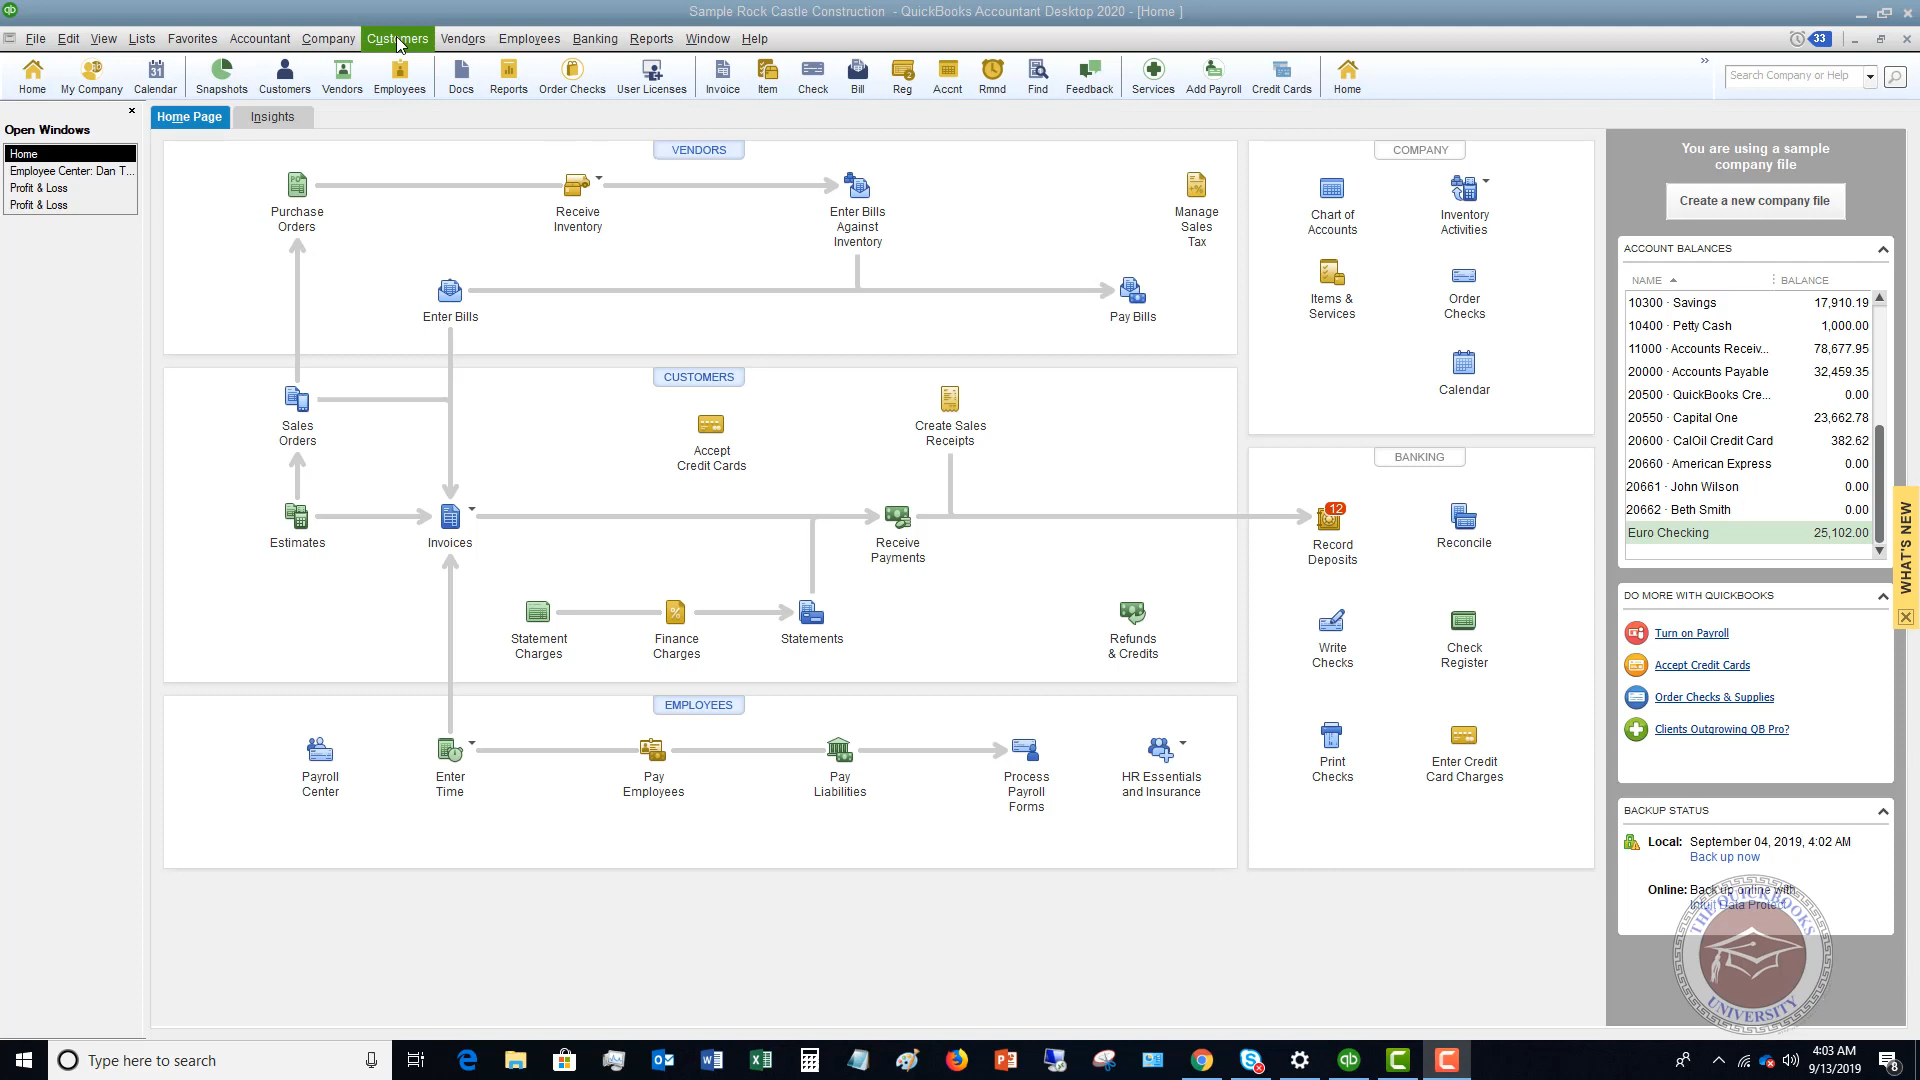 Sample Rock Castle Construction - QuickBooks Accountant Desktop 2020 - [Home ]
File Edit View Lists Favorites Accountant Company Customers Vendors Employees Banking Reports Window Help
33
Home My Company Calendar Snapshots Customers Vendors Employees Docs Reports Order Checks User Licenses Invoice Item Check Bill Reg Accnt Rmnd Find Feedback Services Add Payroll Credit Cards Home
Search Company or Help
Open Windows
Home
Employee Center: Dan T...
Profit & Loss
Profit & Loss
Home Page Insights
VENDORS
Purchase
Orders
Receive
Inventory
Enter Bills
Against
Inventory
Manage
Sales
Tax
Enter Bills
Pay Bills
CUSTOMERS
Sales
Orders
Accept
Credit Cards
Create Sales
Receipts
Estimates
Invoices
Receive
Payments
Statement
Charges
Finance
Charges
Statements
Refunds
& Credits
EMPLOYEES
Payroll
Center
Enter
Time
Pay
Employees
Pay
Liabilities
Process
Payroll
Forms
HR Essentials
and Insurance
COMPANY
Chart of
Accounts
Inventory
Activities
Items &
Services
Order
Checks
Calendar
BANKING
12
Record
Deposits
Reconcile
Write
Checks
Check
Register
Print
Checks
Enter Credit
Card Charges
You are using a sample
company file
Create a new company file
ACCOUNT BALANCES
NAME BALANCE
10300 · Savings 17,910.19
10400 · Petty Cash 1,000.00
11000 · Accounts Receiv... 78,677.95
20000 · Accounts Payable 32,459.35
20500 · QuickBooks Cre... 0.00
20550 · Capital One 23,662.78
20600 · CalOil Credit Card 382.62
20660 · American Express 0.00
20661 · John Wilson 0.00
20662 · Beth Smith 0.00
Euro Checking 25,102.00
WHAT'S NEW
DO MORE WITH QUICKBOOKS
Turn on Payroll
Accept Credit Cards
Order Checks & Supplies
Clients Outgrowing QB Pro?
BACKUP STATUS
Local: September 04, 2019, 4:02 AM
Back up now
Online: Back up online with
Intuit Data Protect
THE QUICKBOOKS
UNIVERSITY
Type here to search
4:03 AM
9/13/2019
8